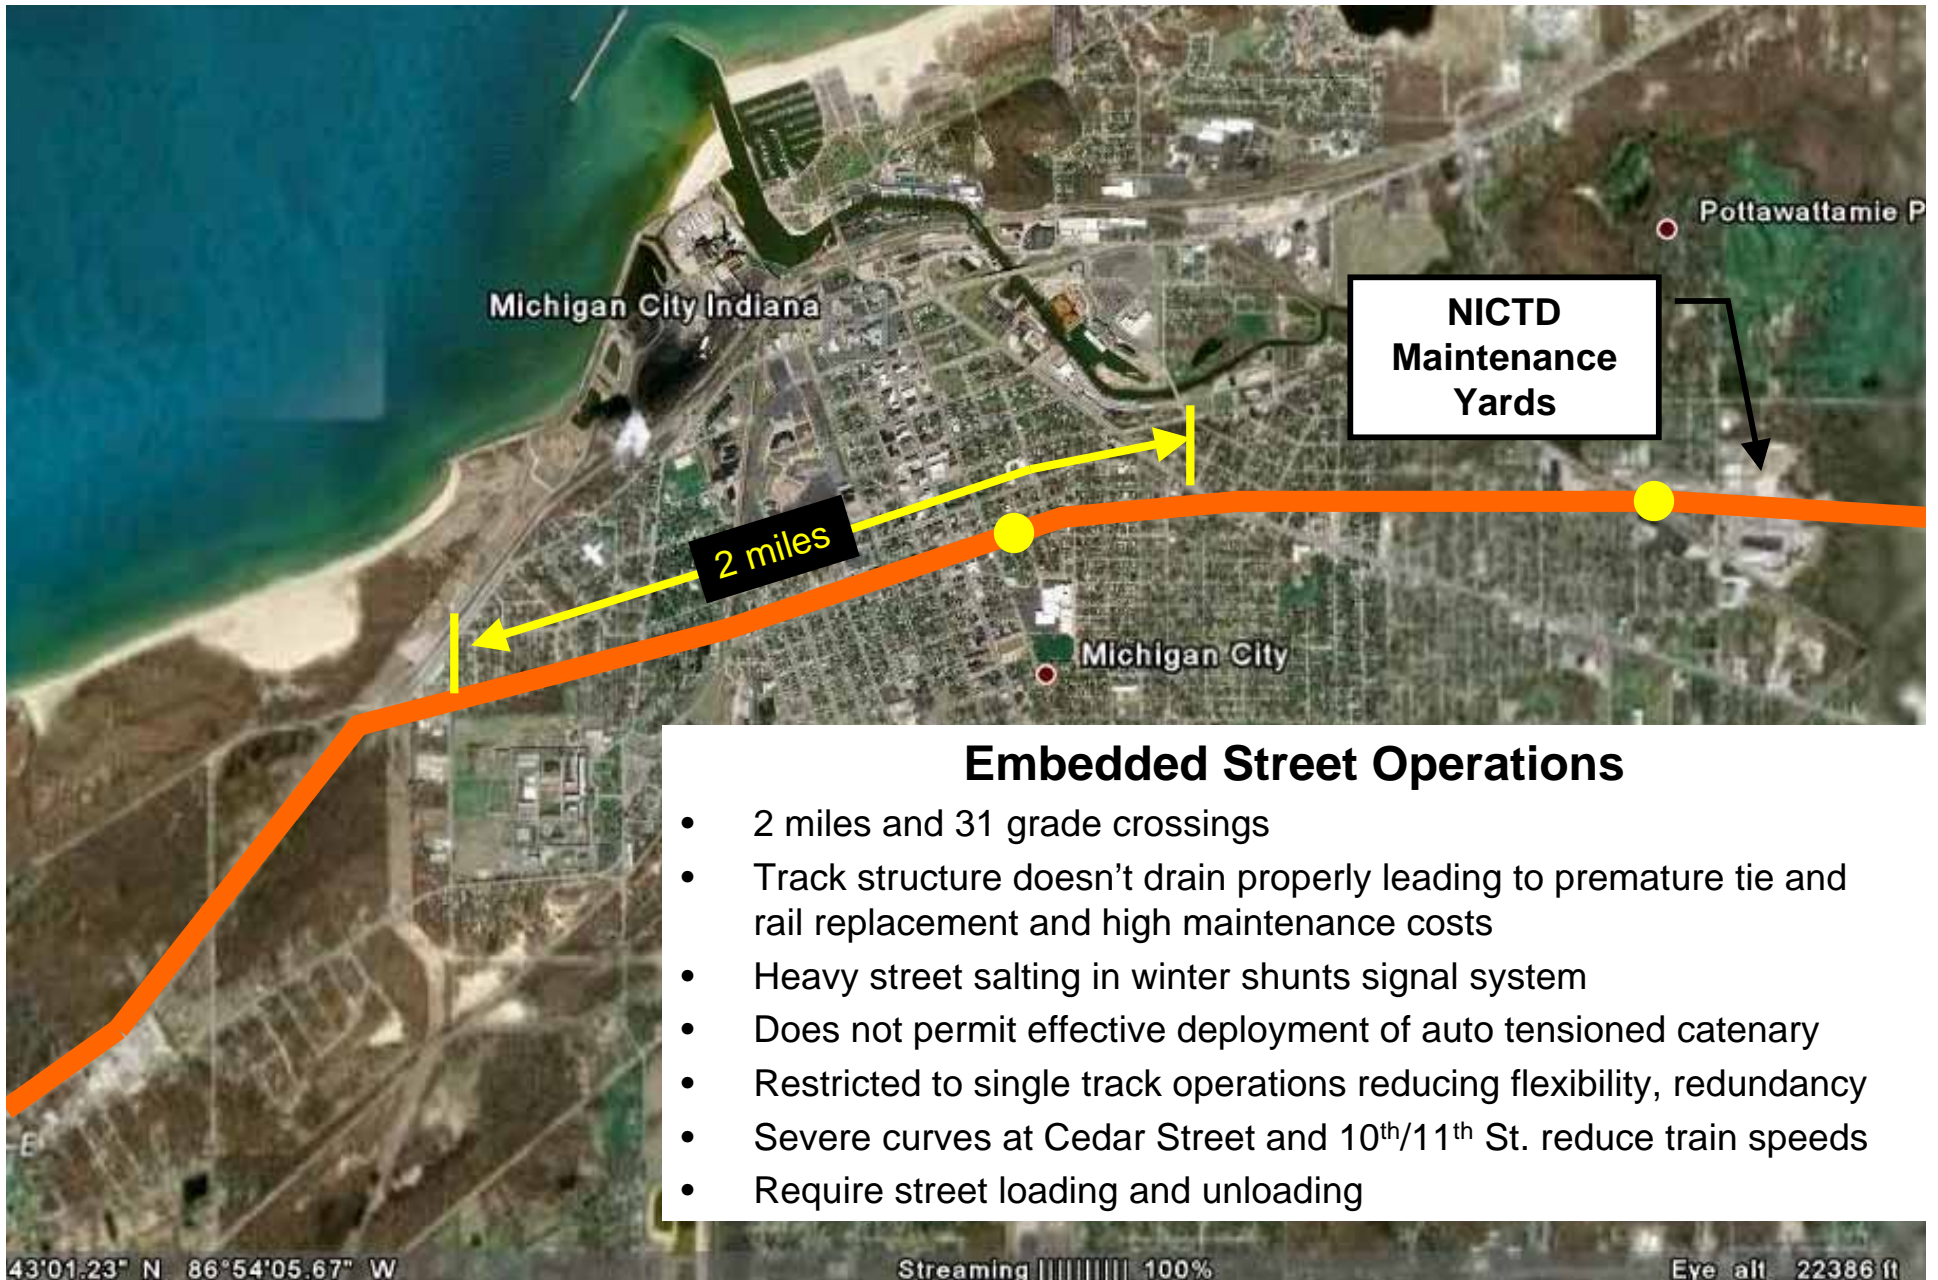 Pottawattamie P
Michigan City Indiana
NICTD
Maintenance
Yards
2 miles
Michigan City
Embedded Street Operations
• 2 miles and 31 grade crossings
• Track structure doesn’t drain properly leading to premature tie and
rail replacement and high maintenance costs
• Heavy street salting in winter shunts signal system
• Does not permit effective deployment of auto tensioned catenary
• Restricted to single track operations reducing flexibility, redundancy
• Severe curves at Cedar Street and 10th/11th St. reduce train speeds
• Require street loading and unloading
43'01.23" N 86°54'05.67" W
Streaming |||||||||| 100%
Eye alt 22386 ft